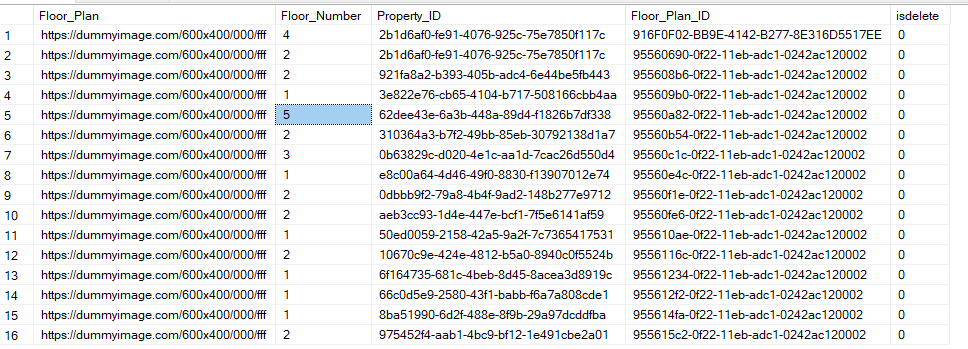 Floor_Plan Floor_Number Property_ID Floor_Plan_ID isdelete
1 https://dummyimage.com/600x400/000/fff 4 2b1d6af0-fe91-4076-925c-75e7850f117c 916F0F02-BB9E-4142-B277-8E316D5517EE 0
2 https://dummyimage.com/600x400/000/fff 2 2b1d6af0-fe91-4076-925c-75e7850f117c 95560690-0f22-11eb-adc1-0242ac120002 0
3 https://dummyimage.com/600x400/000/fff 2 921fa8a2-b393-405b-adc4-6e44be5fb443 955608b6-0f22-11eb-adc1-0242ac120002 0
4 https://dummyimage.com/600x400/000/fff 1 3e822e76-cb65-4104-b717-508166cbb4aa 955609b0-0f22-11eb-adc1-0242ac120002 0
5 https://dummyimage.com/600x400/000/fff 5 62dee43e-6a3b-448a-89d4-f1826b7df338 95560a82-0f22-11eb-adc1-0242ac120002 0
6 https://dummyimage.com/600x400/000/fff 2 310364a3-b7f2-49bb-85eb-30792138d1a7 95560b54-0f22-11eb-adc1-0242ac120002 0
7 https://dummyimage.com/600x400/000/fff 3 0b63829c-d020-4e1c-aa1d-7cac26d550d4 95560c1c-0f22-11eb-adc1-0242ac120002 0
8 https://dummyimage.com/600x400/000/fff 1 e8c00a64-4d46-49f0-8830-f13907012e74 95560e4c-0f22-11eb-adc1-0242ac120002 0
9 https://dummyimage.com/600x400/000/fff 2 0dbbb9f2-79a8-4b4f-9ad2-148b277e9712 95560f1e-0f22-11eb-adc1-0242ac120002 0
10 https://dummyimage.com/600x400/000/fff 2 aeb3cc93-1d4e-447e-bcf1-7f5e6141af59 95560fe6-0f22-11eb-adc1-0242ac120002 0
11 https://dummyimage.com/600x400/000/fff 1 50ed0059-2158-42a5-9a2f-7c7365417531 955610ae-0f22-11eb-adc1-0242ac120002 0
12 https://dummyimage.com/600x400/000/fff 2 10670c9e-424e-4812-b5a0-8940c0f5524b 9556116c-0f22-11eb-adc1-0242ac120002 0
13 https://dummyimage.com/600x400/000/fff 1 6f164735-681c-4beb-8d45-8acea3d8919c 95561234-0f22-11eb-adc1-0242ac120002 0
14 https://dummyimage.com/600x400/000/fff 1 66c0d5e9-2580-43f1-babb-f6a7a808cde1 955612f2-0f22-11eb-adc1-0242ac120002 0
15 https://dummyimage.com/600x400/000/fff 1 8ba51990-6d2f-488e-8f9b-29a97dcddfba 955614fa-0f22-11eb-adc1-0242ac120002 0
16 https://dummyimage.com/600x400/000/fff 2 975452f4-aab1-4bc9-bf12-1e491cbe2a01 955615c2-0f22-11eb-adc1-0242ac120002 0